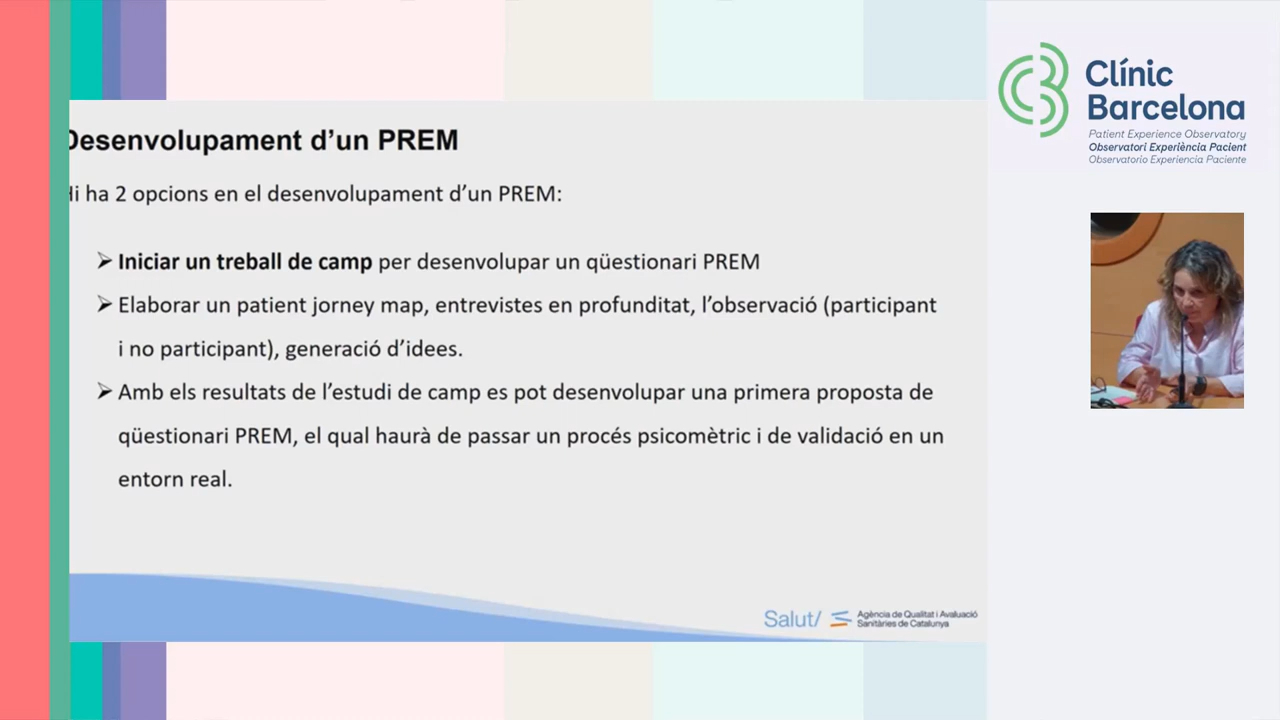 Desenvolupament d'un PREM
Hi ha 2 opcions en el desenvolupament d'un PREM:
➢ Iniciar un treball de camp per desenvolupar un qüestionari PREM
➢ Elaborar un patient jorney map, entrevistes en profunditat, l'observació (participant
i no participant), generació d'idees.
➢ Amb els resultats de l'estudi de camp es pot desenvolupar una primera proposta de
qüestionari PREM, el qual haurà de passar un procés psicomètric i de validació en un
entorn real.
Salut/
Agència de Qualitat i Avaluació
Sanitàries de Catalunya
Clínic
Barcelona
Patient Experience Observatory
Observatori Experiència Pacient
Observatorio Experiencia Paciente